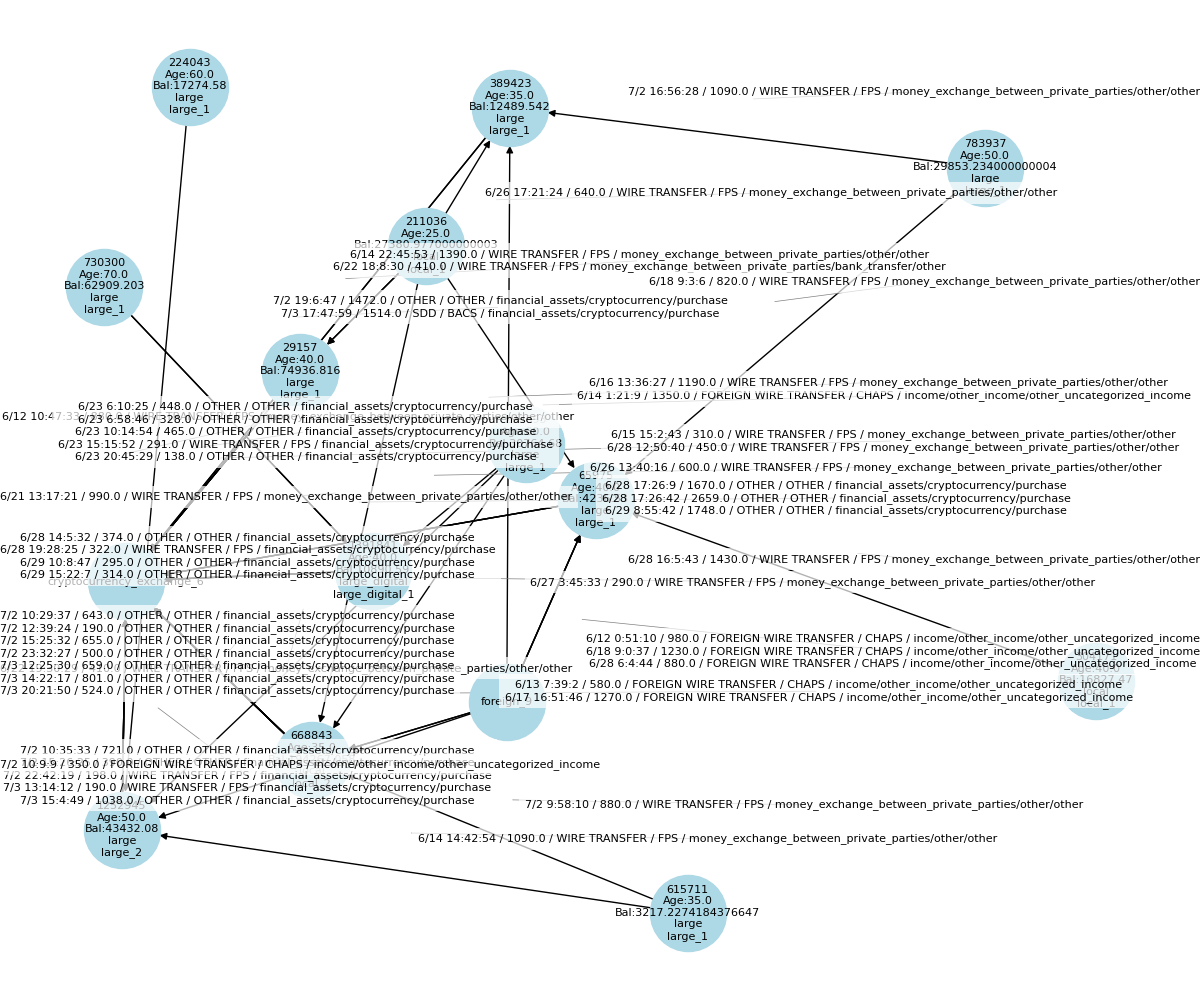 224043
Age:60.0
Bal:17274.58
large
large_1
389423
Age:35.0
Bal:12489.542
large
large_1
7/2 16:56:28 / 1090.0 / WIRE TRANSFER / FPS / money_exchange_between_private_parties/other/other
783937
Age:50.0
Bal:29853.234000000004
large
6/26 17:21:24 / 640.0 / WIRE TRANSFER / FPS / money_exchange_between_private_parties/other/other
211036
Age:25.0
Bal:27380.977000000003
6/14 22:45:53 / 1390.0 / WIRE TRANSFER / FPS / money_exchange_between_private_parties/other/other
6/22 18:8:30 / 410.0 / WIRE TRANSFER / FPS / money_exchange_between_private_parties/bank_transfer/other
730300
Age:70.0
Bal:62909.203
large
large_1
6/18 9:3:6 / 820.0 / WIRE TRANSFER / FPS / money_exchange_between_private_parties/other/other
7/2 19:6:47 / 1472.0 / OTHER / OTHER / financial_assets/cryptocurrency/purchase
7/3 17:47:59 / 1514.0 / SDD / BACS / financial_assets/cryptocurrency/purchase
29157
Age:40.0
Bal:74936.816
large
large_1
6/16 13:36:27 / 1190.0 / WIRE TRANSFER / FPS / money_exchange_between_private_parties/other/other
6/14 1:21:9 / 1350.0 / FOREIGN WIRE TRANSFER / CHAPS / income/other_income/other_uncategorized_income
6/23 6:10:25 / 448.0 / OTHER / OTHER / financial_assets/cryptocurrency/purchase
6/12 10:47:33
6/23 6:58:46 / 328.0 / OTHER / OTHER / financial_assets/cryptocurrency/purchase
6/23 10:14:54 / 465.0 / OTHER / OTHER / financial_assets/cryptocurrency/purchase
6/23 15:15:52 / 291.0 / WIRE TRANSFER / FPS / financial_assets/cryptocurrency/purchase
6/23 20:45:29 / 138.0 / OTHER / OTHER / financial_assets/cryptocurrency/purchase
large_1
6/15 15:2:43 / 310.0 / WIRE TRANSFER / FPS / money_exchange_between_private_parties/other/other
6/28 12:50:40 / 450.0 / WIRE TRANSFER / FPS / money_exchange_between_private_parties/other/other
6/26 13:40:16 / 600.0 / WIRE TRANSFER / FPS / money_exchange_between_private_parties/other/other
6/28 17:26:9 / 1670.0 / OTHER / OTHER / financial_assets/cryptocurrency/purchase
6/28 17:26:42 / 2659.0 / OTHER / OTHER / financial_assets/cryptocurrency/purchase
6/29 8:55:42 / 1748.0 / OTHER / OTHER / financial_assets/cryptocurrency/purchase
large_1
6/21 13:17:21 / 990.0 / WIRE TRANSFER / FPS / money_exchange_between_private_parties/other/other
6/28 14:5:32 / 374.0 / OTHER / OTHER / financial_assets/cryptocurrency/purchase
6/28 19:28:25 / 322.0 / WIRE TRANSFER / FPS / financial_assets/cryptocurrency/purchase
6/29 10:8:47 / 295.0 / OTHER / OTHER / financial_assets/cryptocurrency/purchase
6/29 15:22:7 / 314.0 / OTHER / OTHER / financial_assets/cryptocurrency/purchase
cryptocurrency_exchange_6
Age:40.0
large_digital
large_digital_1
6/28 16:5:43 / 1430.0 / WIRE TRANSFER / FPS / money_exchange_between_private_parties/other/other
6/27 3:45:33 / 290.0 / WIRE TRANSFER / FPS / money_exchange_between_private_parties/other/other
7/2 10:29:37 / 643.0 / OTHER / OTHER / financial_assets/cryptocurrency/purchase
7/2 12:39:24 / 190.0 / OTHER / OTHER / financial_assets/cryptocurrency/purchase
7/2 15:25:32 / 655.0 / OTHER / OTHER / financial_assets/cryptocurrency/purchase
7/2 23:32:27 / 500.0 / OTHER / OTHER / financial_assets/cryptocurrency/purchase
7/3 12:25:30 / 659.0 / OTHER / OTHER / financial_assets/cryptocurrency/purchase
7/3 14:22:17 / 801.0 / OTHER / OTHER / financial_assets/cryptocurrency/purchase
7/3 20:21:50 / 524.0 / OTHER / OTHER / financial_assets/cryptocurrency/purchase
6/12 0:51:10 / 980.0 / FOREIGN WIRE TRANSFER / CHAPS / income/other_income/other_uncategorized_income
6/18 9:0:37 / 1230.0 / FOREIGN WIRE TRANSFER / CHAPS / income/other_income/other_uncategorized_income
6/28 6:4:44 / 880.0 / FOREIGN WIRE TRANSFER / CHAPS / income/other_income/other_uncategorized_income
6/13 7:39:2 / 580.0 / FOREIGN WIRE TRANSFER / CHAPS / income/other_income/other_uncategorized_income
6/17 16:51:46 / 1270.0 / FOREIGN WIRE TRANSFER / CHAPS / income/other_income/other_uncategorized_income
foreign_9
Bal:16827.47
local
local_1
668843
Age:35.0
7/2 10:35:33 / 721.0 / OTHER / OTHER / financial_assets/cryptocurrency/purchase
7/2 10:9:9 / 350.0 / FOREIGN WIRE TRANSFER / CHAPS / income/other_income/other_uncategorized_income
7/2 22:42:19 / 198.0 / WIRE TRANSFER / FPS / financial_assets/cryptocurrency/purchase
7/3 13:14:12 / 190.0 / WIRE TRANSFER / FPS / financial_assets/cryptocurrency/purchase
7/3 15:4:49 / 1038.0 / OTHER / OTHER / financial_assets/cryptocurrency/purchase
Age:50.0
Bal:43432.08
large
large_2
7/2 9:58:10 / 880.0 / WIRE TRANSFER / FPS / money_exchange_between_private_parties/other/other
6/14 14:42:54 / 1090.0 / WIRE TRANSFER / FPS / money_exchange_between_private_parties/other/other
615711
Age:35.0
Bal:3217.2274184376647
large
large_1